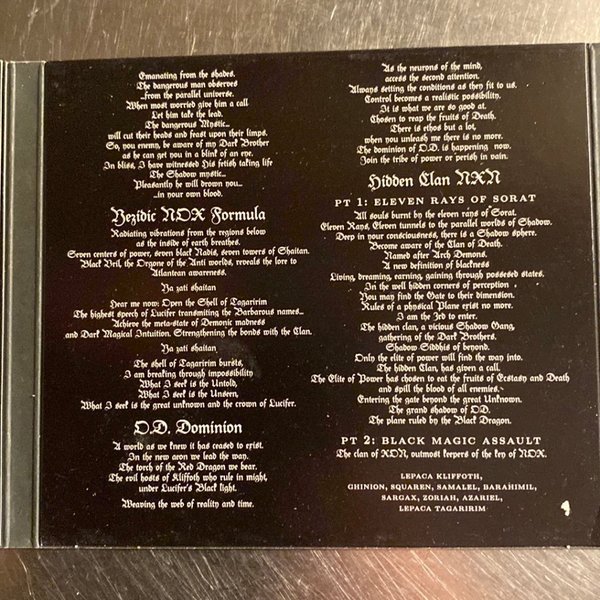 Emanating from the shades.
The dangerous man observes
..from the parallel universe.
When most worried give him a call
Let him take the lead.
The dangerous Mystic...
will cut their heads and feast upon their limps.
So, you enemy, be aware of my Dark Brother
as he can get you in a blink of an eye.
In bliss, I have witnessed His fetish taking life
The Shadow mystic...
Pleasantly he will drown you...
..in your own blood.
Yezidic NOX Formula
Radiating vibrations from the regions below
as the inside of earth breathes.
Seven centers of power, seven black Nadis, seven towers of Shaitan.
Black Vril, the Orgone of the Anti worlds, reveals the lore to
Atlantean awareness.
Ya zati shaitan
Hear me now: Open the Shell of Tagaririm
The highest speech of Lucifer transmiting the Barbarous names...
Achieve the meta-state of Demonic madness
and Dark Magical Intuition. Strengthening the bonds with the Clan.
Ya zati shaitan
The shell of Tagaririm bursts,
I am breaking through impossibility
What I seek is the Untold,
What I seek is the Unseen,
What I seek is the great unknown and the crown of Lucifer.
O.D. Dominion
A world as we knew it has ceased to exist.
In the new aeon we lead the way.
The torch of the Red Dragon we bear.
The evil hosts of Kliffoth who rule in might,
under Lucifer's Black light.
Weaving the web of reality and time.
As the neurons of the mind,
access the second attention.
Always setting the conditions as they fit to us.
Control becomes a realistic possibility.
It is what we are so good at.
Chosen to reap the fruits of Death.
There is ethos but a lot,
when you unleash me there is no more.
The dominion of O.D. is happening now.
Join the tribe of power or perish in vain.
Hidden Clan NXN
PT 1: ELEVEN RAYS OF SORAT
All souls burnt by the eleven rays of Sorat.
Eleven Rays, Eleven tunnels to the parallel worlds of Shadow.
Deep in your consciousness, there is a Shadow sphere.
Become aware of the Clan of Death.
Named after Arch Demons.
A new definition of blackness
Living, dreaming, earning, gaining through possesed states.
In the well hidden corners of perception
You may find the Gate to their dimension.
Rules of a physical Plane exist no more.
I am the 3rd to enter.
The hidden clan, a vicious Shadow Gang,
gathering of the Dark Brothers.
Shadow Siddhis of beyond.
Only the elite of power will find the way into.
The hidden Clan, has given a call.
The Elite of Power has chosen to eat the fruits of Ecstasy and Death
and spill the blood of all enemies.
Entering the gate beyond the great Unknown.
The grand shadow of O.D.
The plane ruled by the Black Dragon.
PT 2: BLACK MAGIC ASSAULT
The clan of XON, outmost keepers of the key of NOX.
LEPACA KLIFFOTH,
GHINION, SQUAREN, SAMALEL, BARAHIMIL,
SARGAX, ZORIAH, AZARIEL,
LEPACA TAGARIRIM